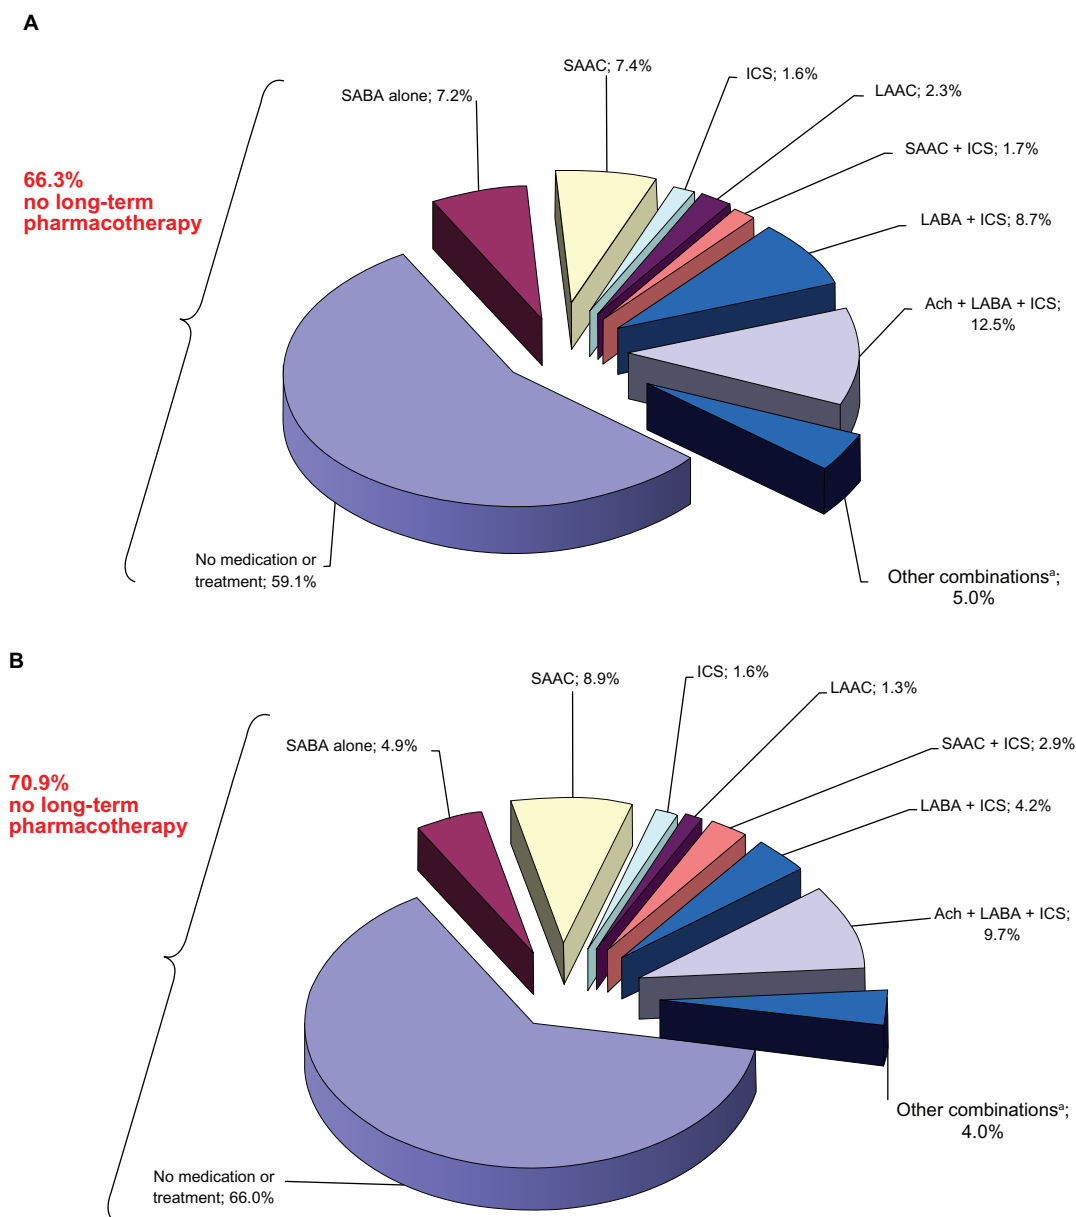 A
SAAC; 7.4%
ICS; 1.6%
SABA alone; 7.2%
LAAC; 2.3%
SAAC + ICS; 1.7%
66.3%
no long-term
pharmacotherapy
LABA + ICS; 8.7%
Ach + LABA + ICS;
12.5%
No medication or
treatment; 59.1%
Other combinationsᵃ;
5.0%
B
SAAC; 8.9%
ICS; 1.6%
LAAC; 1.3%
SABA alone; 4.9%
SAAC + ICS; 2.9%
70.9%
no long-term
pharmacotherapy
LABA + ICS; 4.2%
Ach + LABA + ICS;
9.7%
Other combinationsᵃ;
4.0%
No medication or
treatment; 66.0%